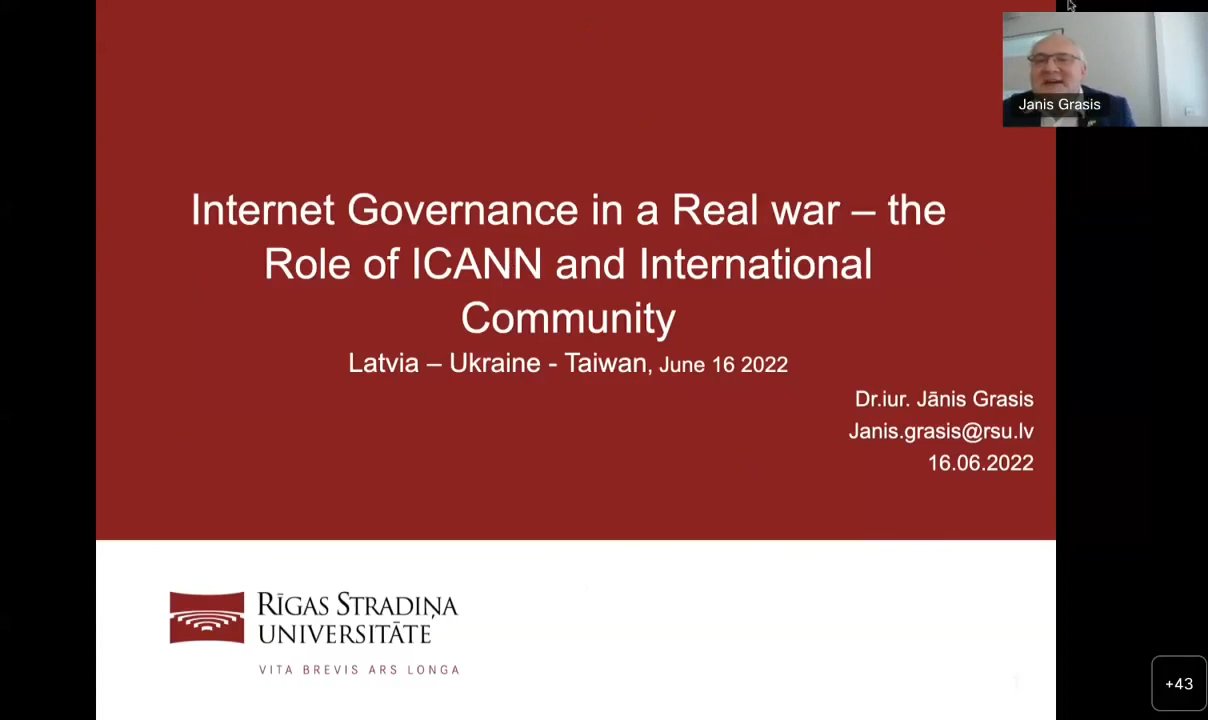 Janis Grasis
Internet Governance in a Real war – the
Role of ICANN and International
Community
Latvia – Ukraine - Taiwan, June 16 2022
Dr.iur. Jānis Grasis
Janis.grasis@rsu.lv
16.06.2022
RĪGAS STRADIŅA
UNIVERSITĀTE
VITA BREVIS ARS LONGA
1
+43